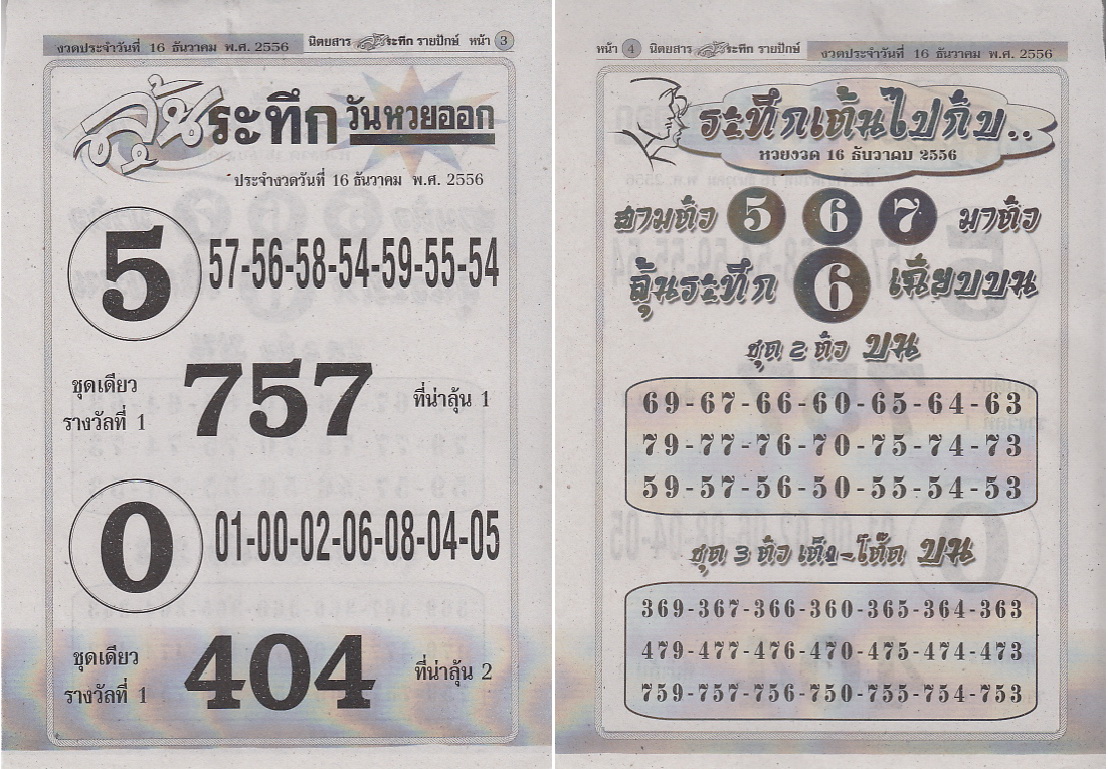 งวดประจำวันที่ 16 ธันวาคม พ.ศ. 2556 นิตยสาร ลุ้นระทึก รายปักษ์ หน้า 3
ลุ้นระทึก วันหวยออก
ประจำงวดวันที่ 16 ธันวาคม พ.ศ. 2556
5 57-56-58-54-59-55-54
ชุดเดียว
รางวัลที่ 1
757
ที่น่าลุ้น 1
0 01-00-02-06-08-04-05
ชุดเดียว
รางวัลที่ 1
404
ที่น่าลุ้น 2
หน้า 4 นิตยสาร ลุ้นระทึก รายปักษ์ งวดประจำวันที่ 16 ธันวาคม พ.ศ. 2556
ระทึกเต้นไปกับ..
หวยงวด 16 ธันวาคม 2556
สามตัว 5 6 7 มาตัว
ลุ้นระทึก 6 เฉียบบน
ชุด 2 ตัว บน
69-67-66-60-65-64-63
79-77-76-70-75-74-73
59-57-56-50-55-54-53
ชุด 3 ตัว เต็ง-โต๊ด บน
369-367-366-360-365-364-363
479-477-476-470-475-474-473
759-757-756-750-755-754-753